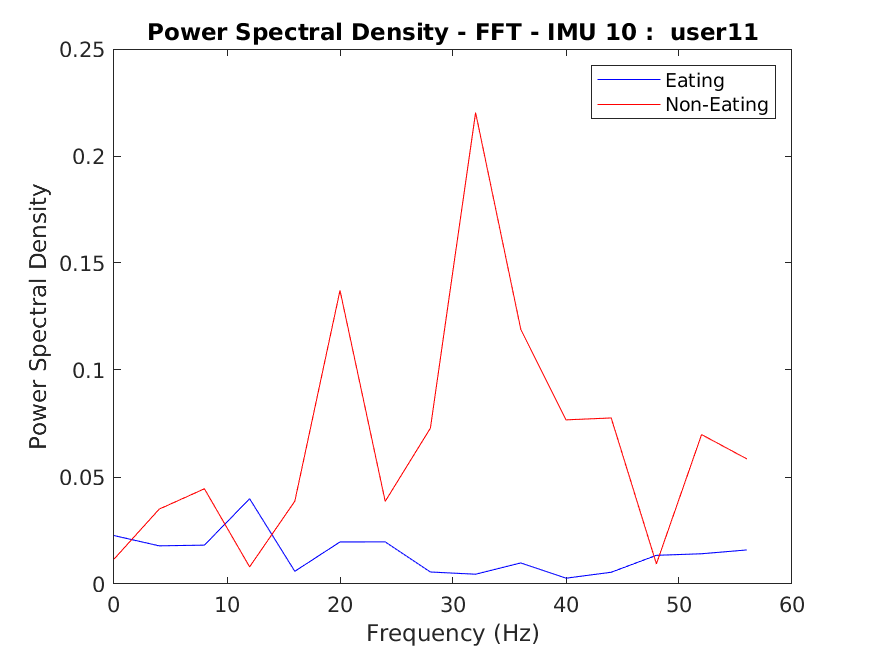 Power Spectral Density - FFT - IMU 10 :  user11
0.25
0.2
0.15
0.1
0.05
0
Power Spectral Density
Eating
Non-Eating
0 10 20 30 40 50 60
Frequency (Hz)